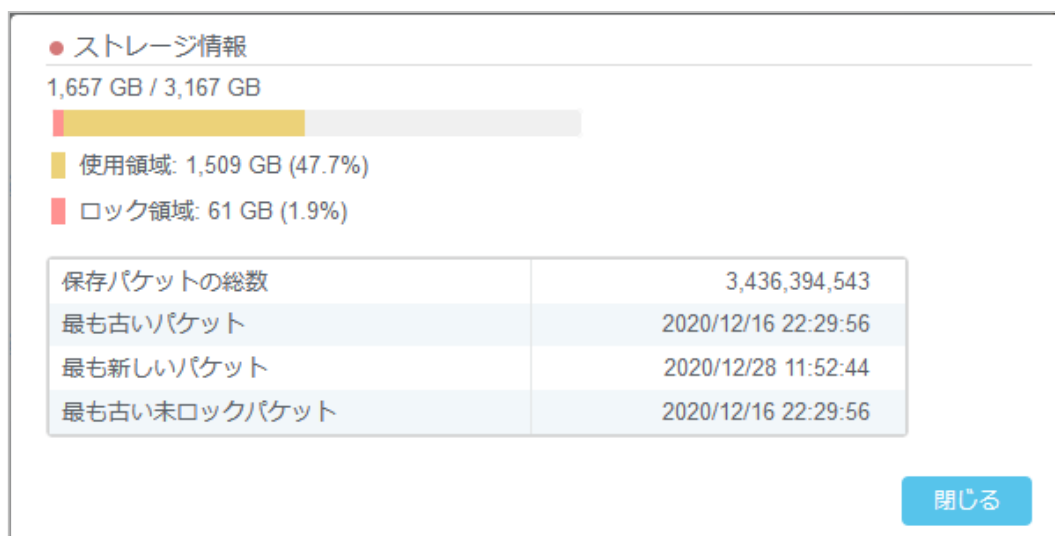 ストレージ情報
1,657 GB / 3,167 GB
使用領域: 1,509 GB (47.7%)
ロック領域: 61 GB (1.9%)
保存パケットの総数 3,436,394,543
最も古いパケット 2020/12/16 22:29:56
最も新しいパケット 2020/12/28 11:52:44
最も古い未ロックパケット 2020/12/16 22:29:56
閉じる